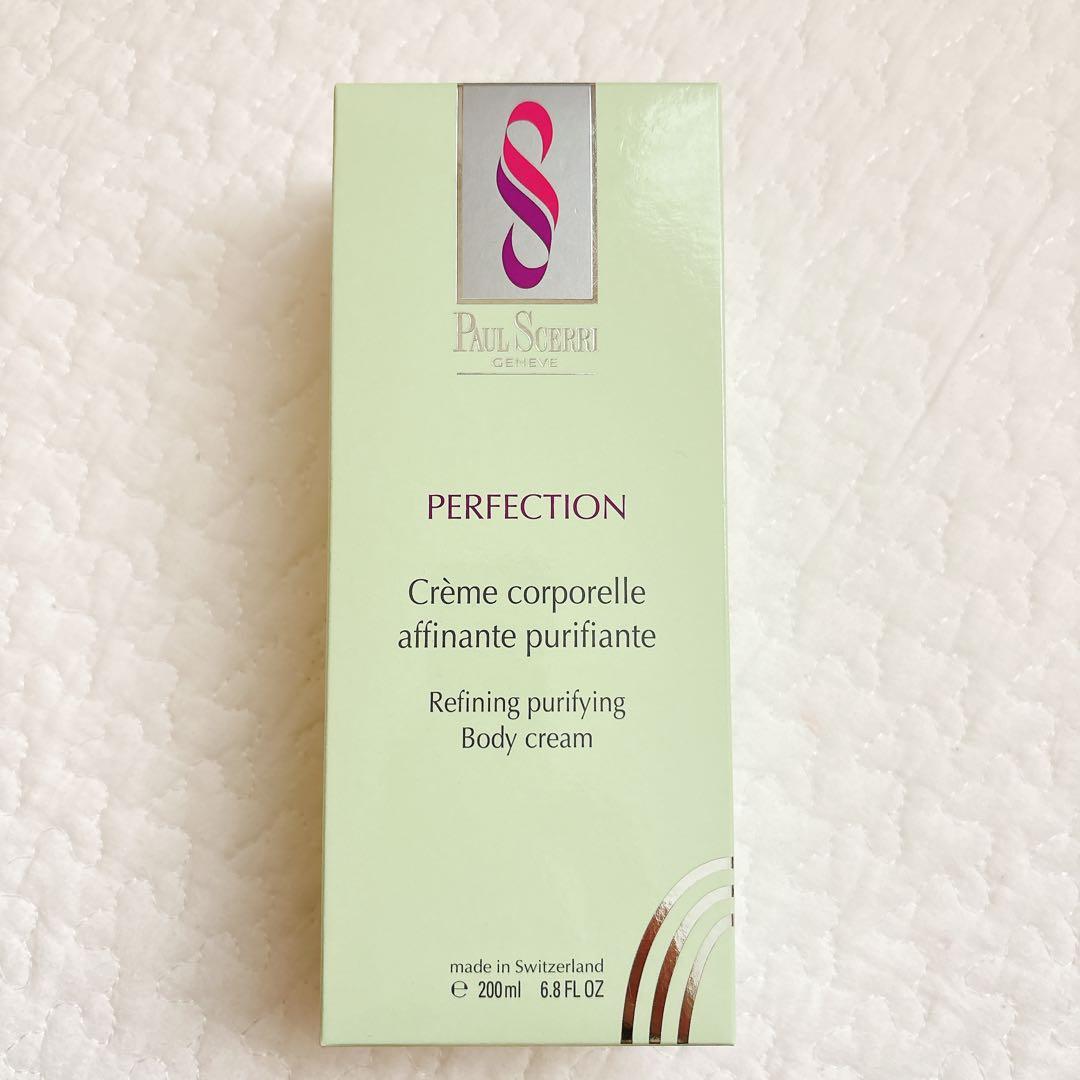 PAUL SCERRI
GENEVE
PERFECTION
Crème corporelle
affinante purifiante
Refining purifying
Body cream
made in Switzerland
℮ 200ml 6.8 FL OZ